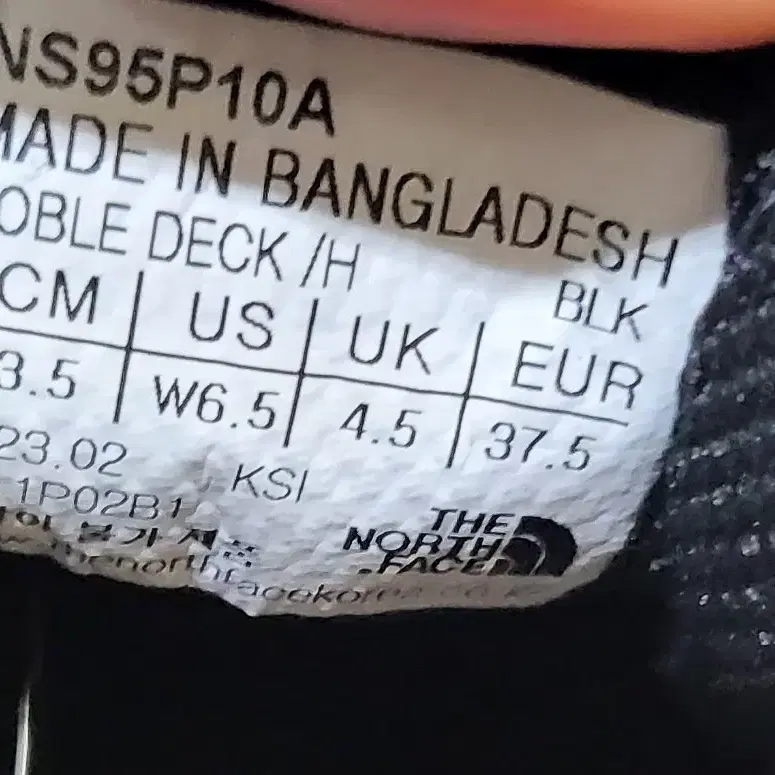 NS95P10A
MADE IN BANGLADESH
OBLE DECK /H BLK
CM US UK EUR
3.5 W6.5 4.5 37.5
23.02 KSI
1P02B1
THE
NORTH
FACE